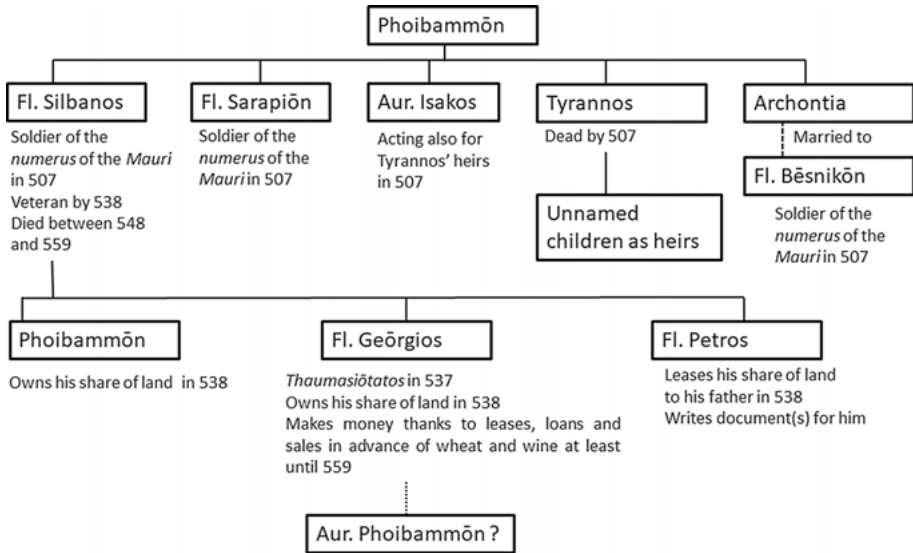 Phoibammōn
Fl. Silbanos
Soldier of the
numerus of the Mauri
in 507
Veteran by 538
Died between 548
and 559
Fl. Sarapiōn
Soldier of the
numerus of the
Mauri in 507
Aur. Isakos
Acting also for
Tyrannos’ heirs
in 507
Tyrannos
Dead by 507
Unnamed
children as heirs
Archontia
Married to
Fl. Bēsnikōn
Soldier of the
numerus of the
Mauri in 507
Phoibammōn
Owns his share of land in 538
Fl. Geōrgios
Thaumasiōtatos in 537
Owns his share of land in 538
Makes money thanks to leases, loans and
sales in advance of wheat and wine at least
until 559
Fl. Petros
Leases his share of land
to his father in 538
Writes document(s) for him
Aur. Phoibammōn ?